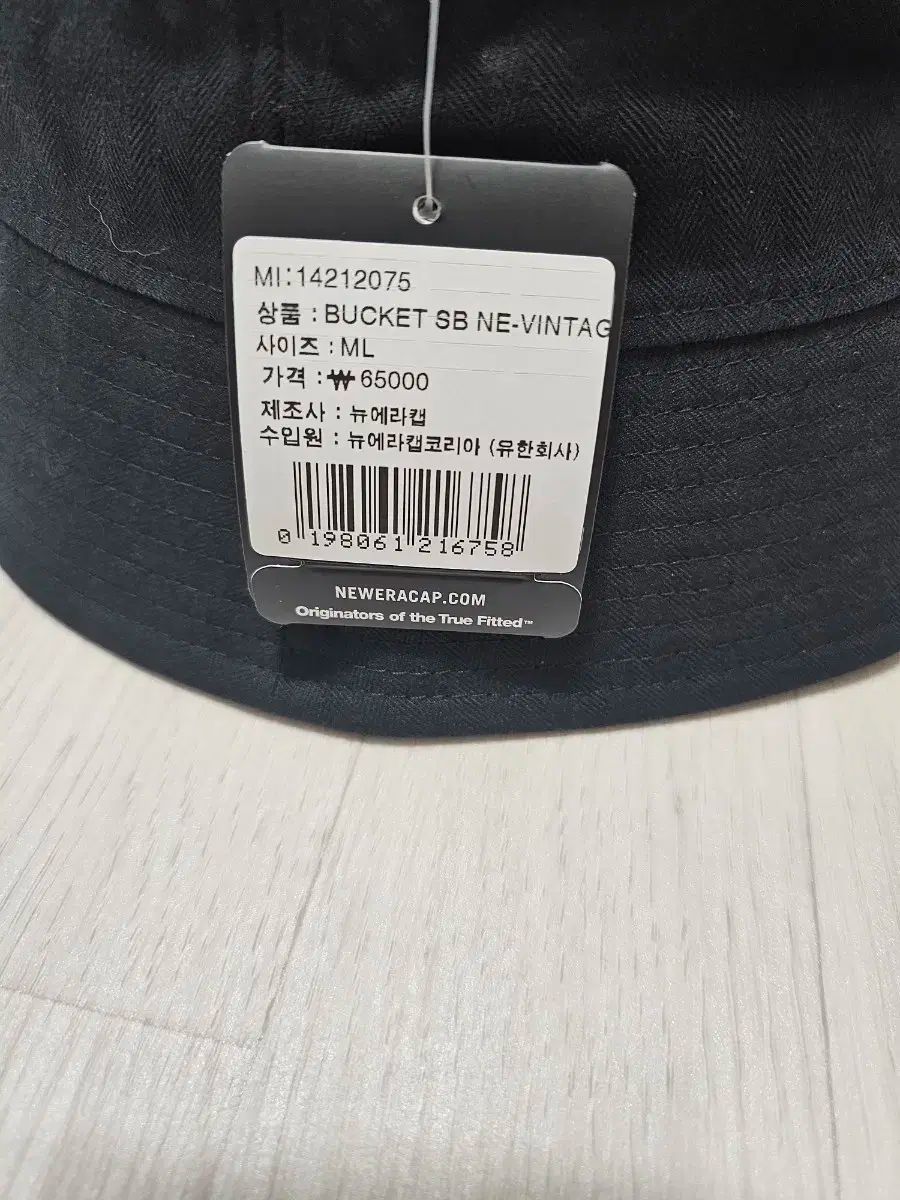 MI:14212075
상품 : BUCKET SB NE-VINTAG
사이즈 : ML
가격 : ₩ 65000
제조사 : 뉴에라캡
수입원 : 뉴에라캡코리아 (유한회사)
0 198061 216758
NEWERACAP.COM
Originators of the True Fitted™